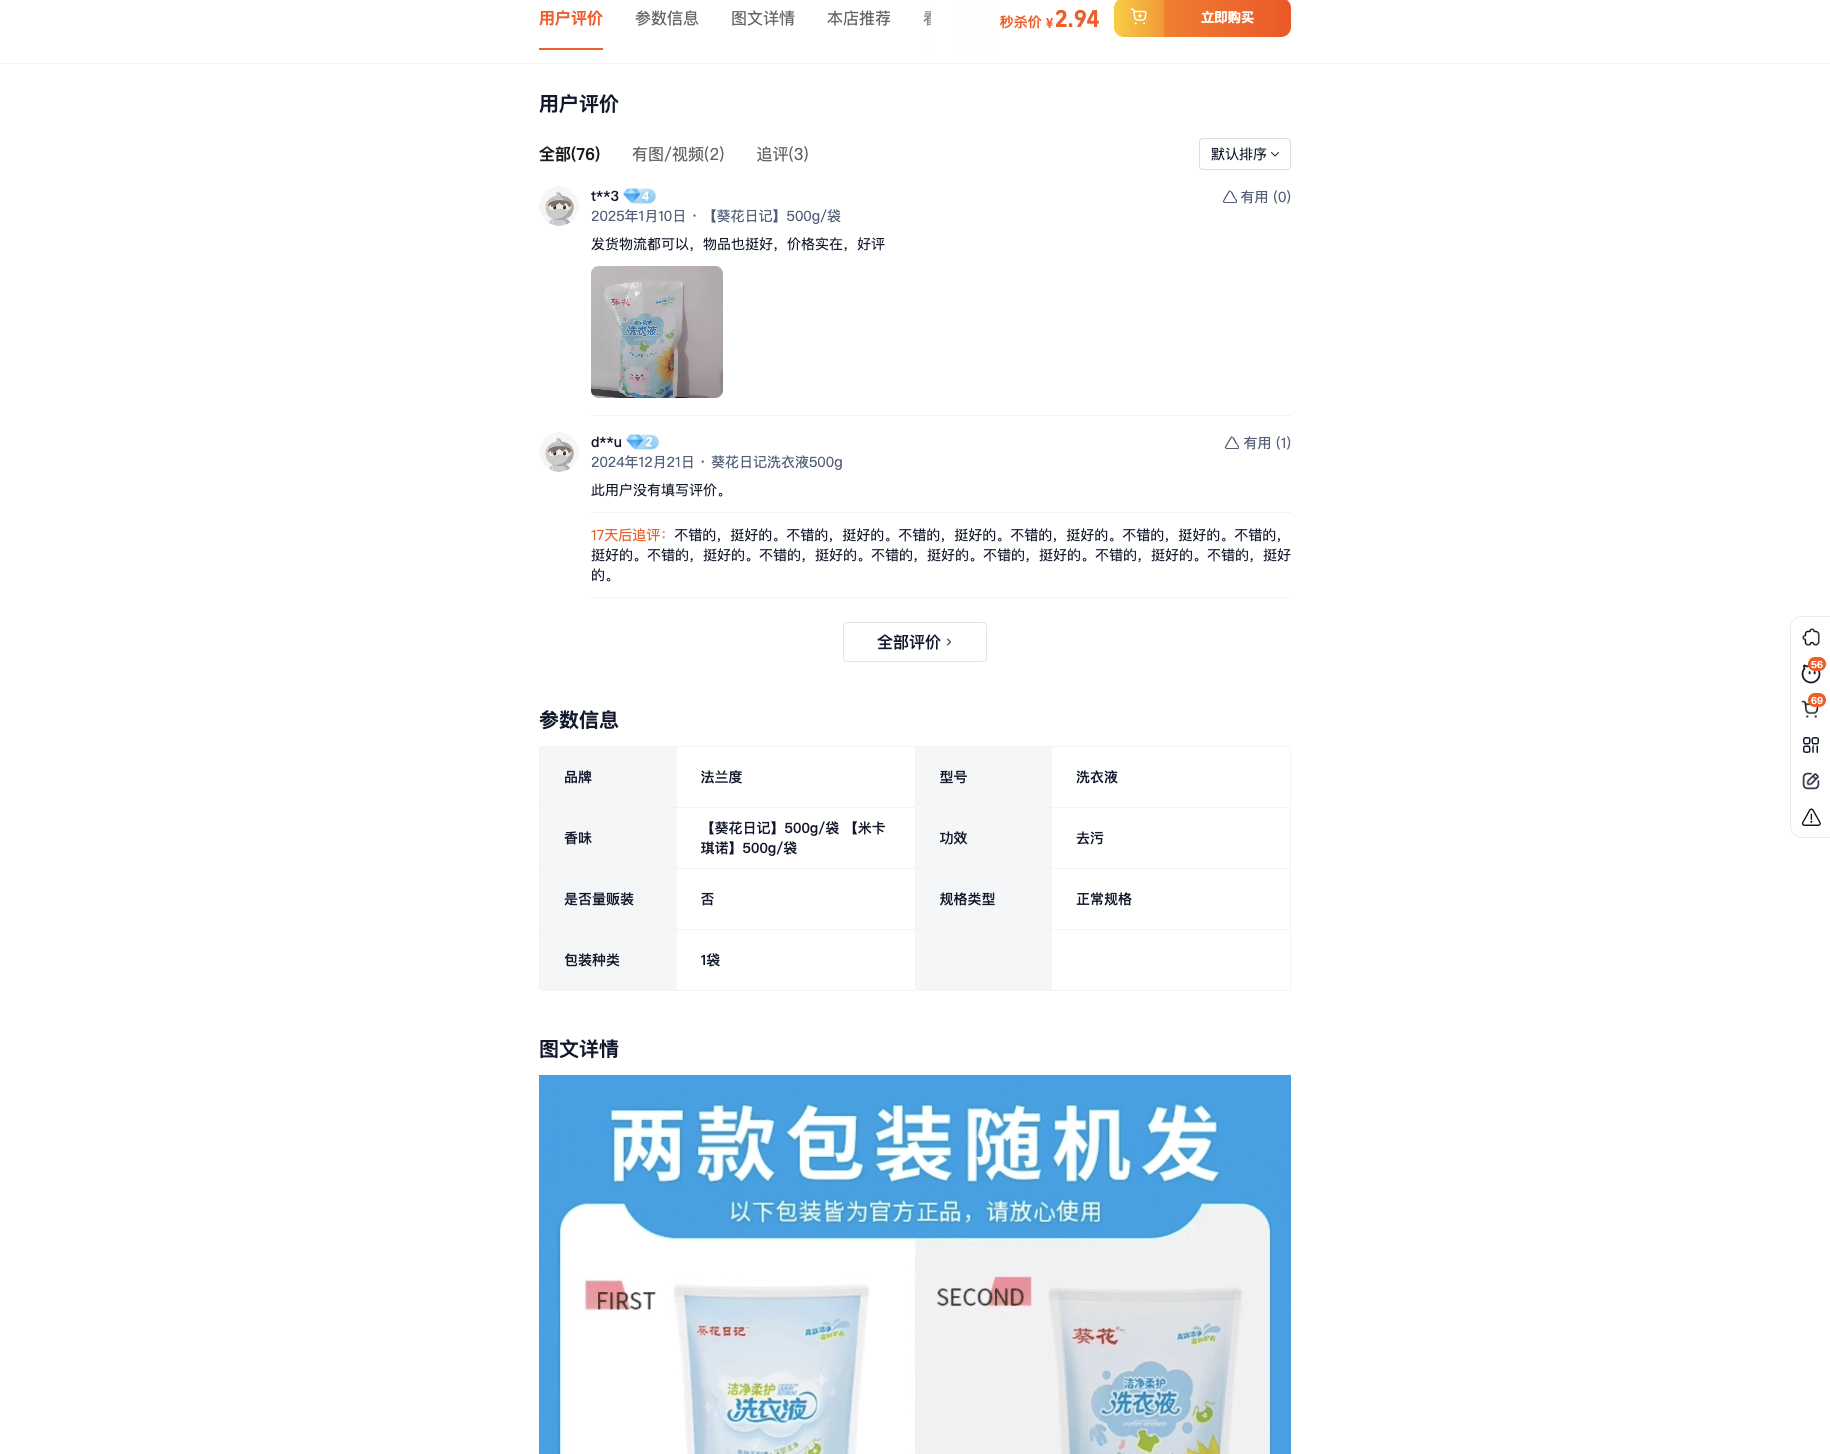 用户评价
参数信息
图文详情
本店推荐
秒杀价 ¥2.94
立即购买
用户评价
全部(76)
有图/视频(2)
追评(3)
默认排序
t**3 4
有用 (0)
2025年1月10日 · 【葵花日记】500g/袋
发货物流都可以，物品也挺好，价格实在，好评
葵花
洗衣液
d**u 2
有用 (1)
2024年12月21日 · 葵花日记洗衣液500g
此用户没有填写评价。
17天后追评：不错的，挺好的。不错的，挺好的。不错的，挺好的。不错的，挺好的。不错的，挺好的。不错的，
挺好的。不错的，挺好的。不错的，挺好的。不错的，挺好的。不错的，挺好的。不错的，挺好的。不错的，挺好
的。
全部评价
56
69
参数信息
品牌 法兰度 型号 洗衣液
香味 【葵花日记】500g/袋 【米卡
琪诺】500g/袋 功效 去污
是否量贩装 否 规格类型 正常规格
包装种类 1袋
图文详情
两款包装随机发
以下包装皆为官方正品，请放心使用
FIRST
SECOND
葵花日记
洁净柔护
洗衣液
葵花
洁净柔护
洗衣液